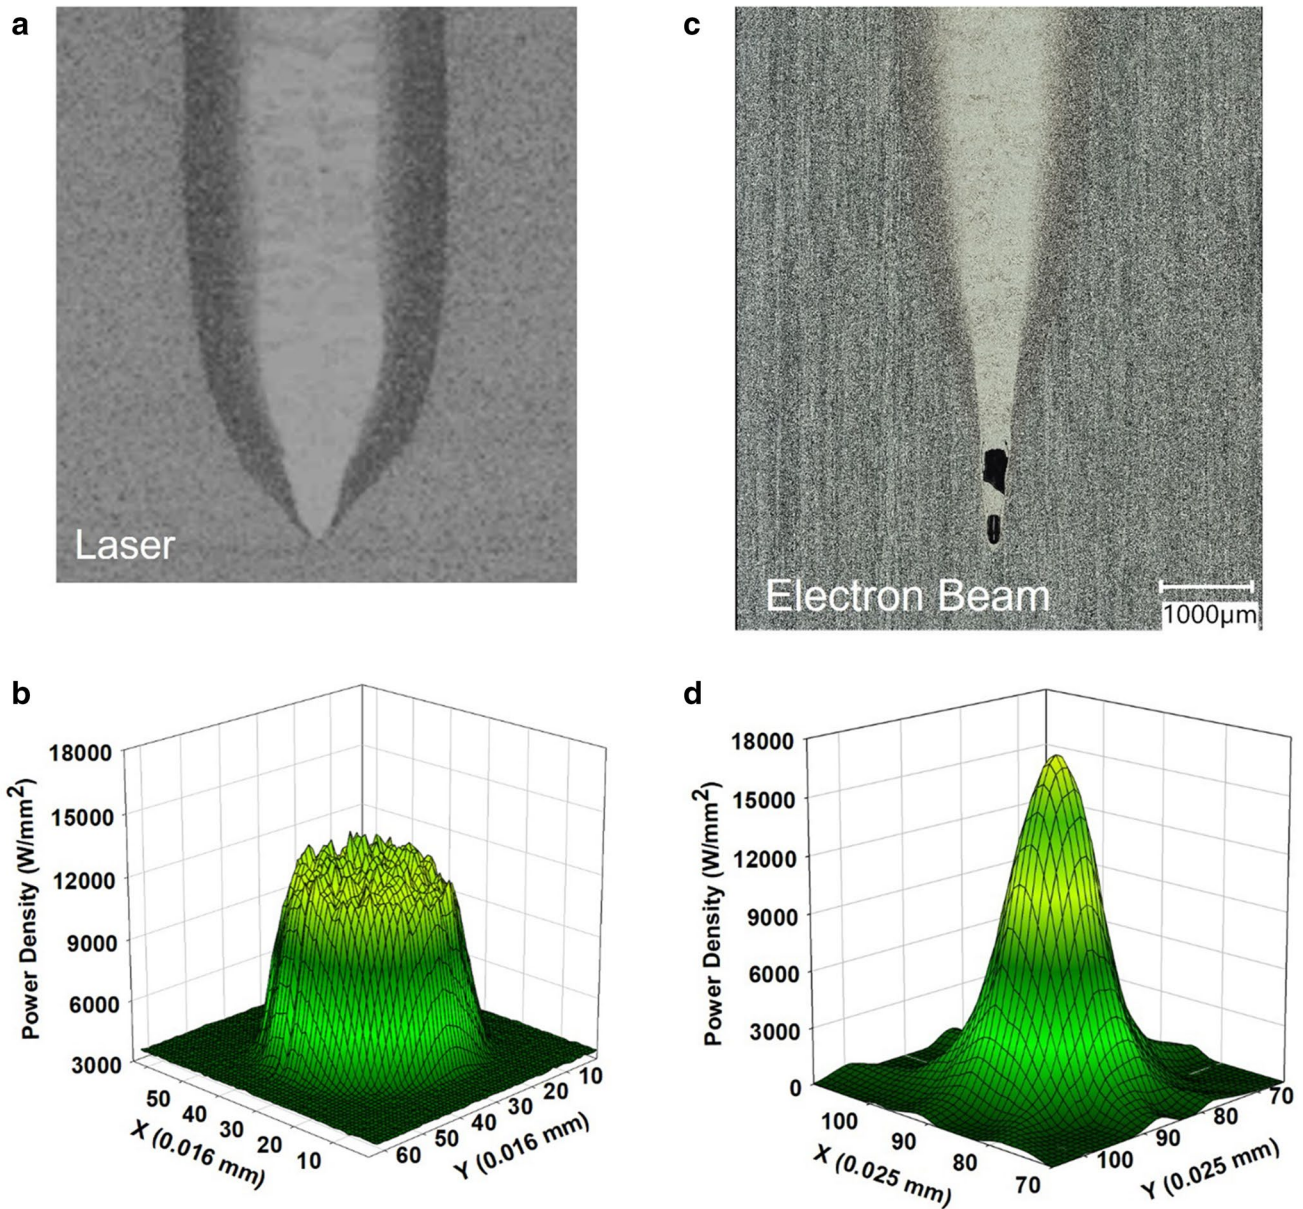 a
Laser
c
Electron Beam
1000µm
b
18000
15000
12000
9000
6000
3000
Power Density (W/mm2)
50
40
30
20
10
X (0.016 mm)
10
20
30
40
50
60
Y (0.016 mm)
d
18000
15000
12000
9000
6000
3000
0
Power Density (W/mm2)
100
90
80
70
X (0.025 mm)
70
80
90
100
Y (0.025 mm)